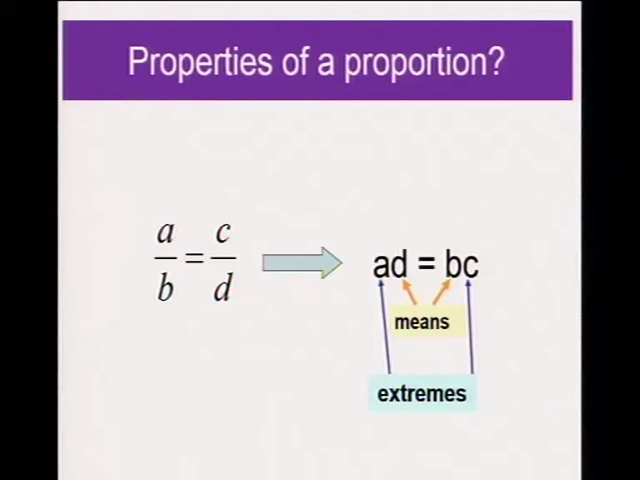 Properties of a proportion?
a/b = c/d
ad = bc
means
extremes